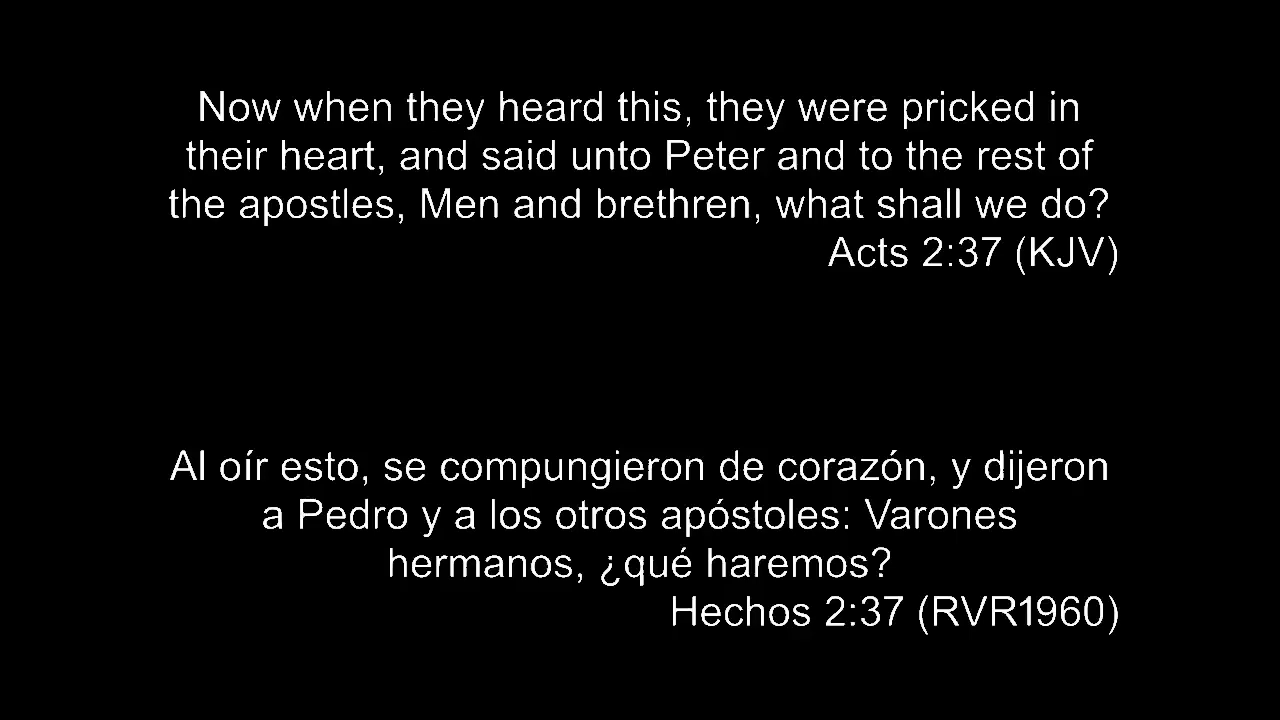 Now when they heard this, they were pricked in
their heart, and said unto Peter and to the rest of
the apostles, Men and brethren, what shall we do?
Acts 2:37 (KJV)
Al oír esto, se compungieron de corazón, y dijeron
a Pedro y a los otros apóstoles: Varones
hermanos, ¿qué haremos?
Hechos 2:37 (RVR1960)